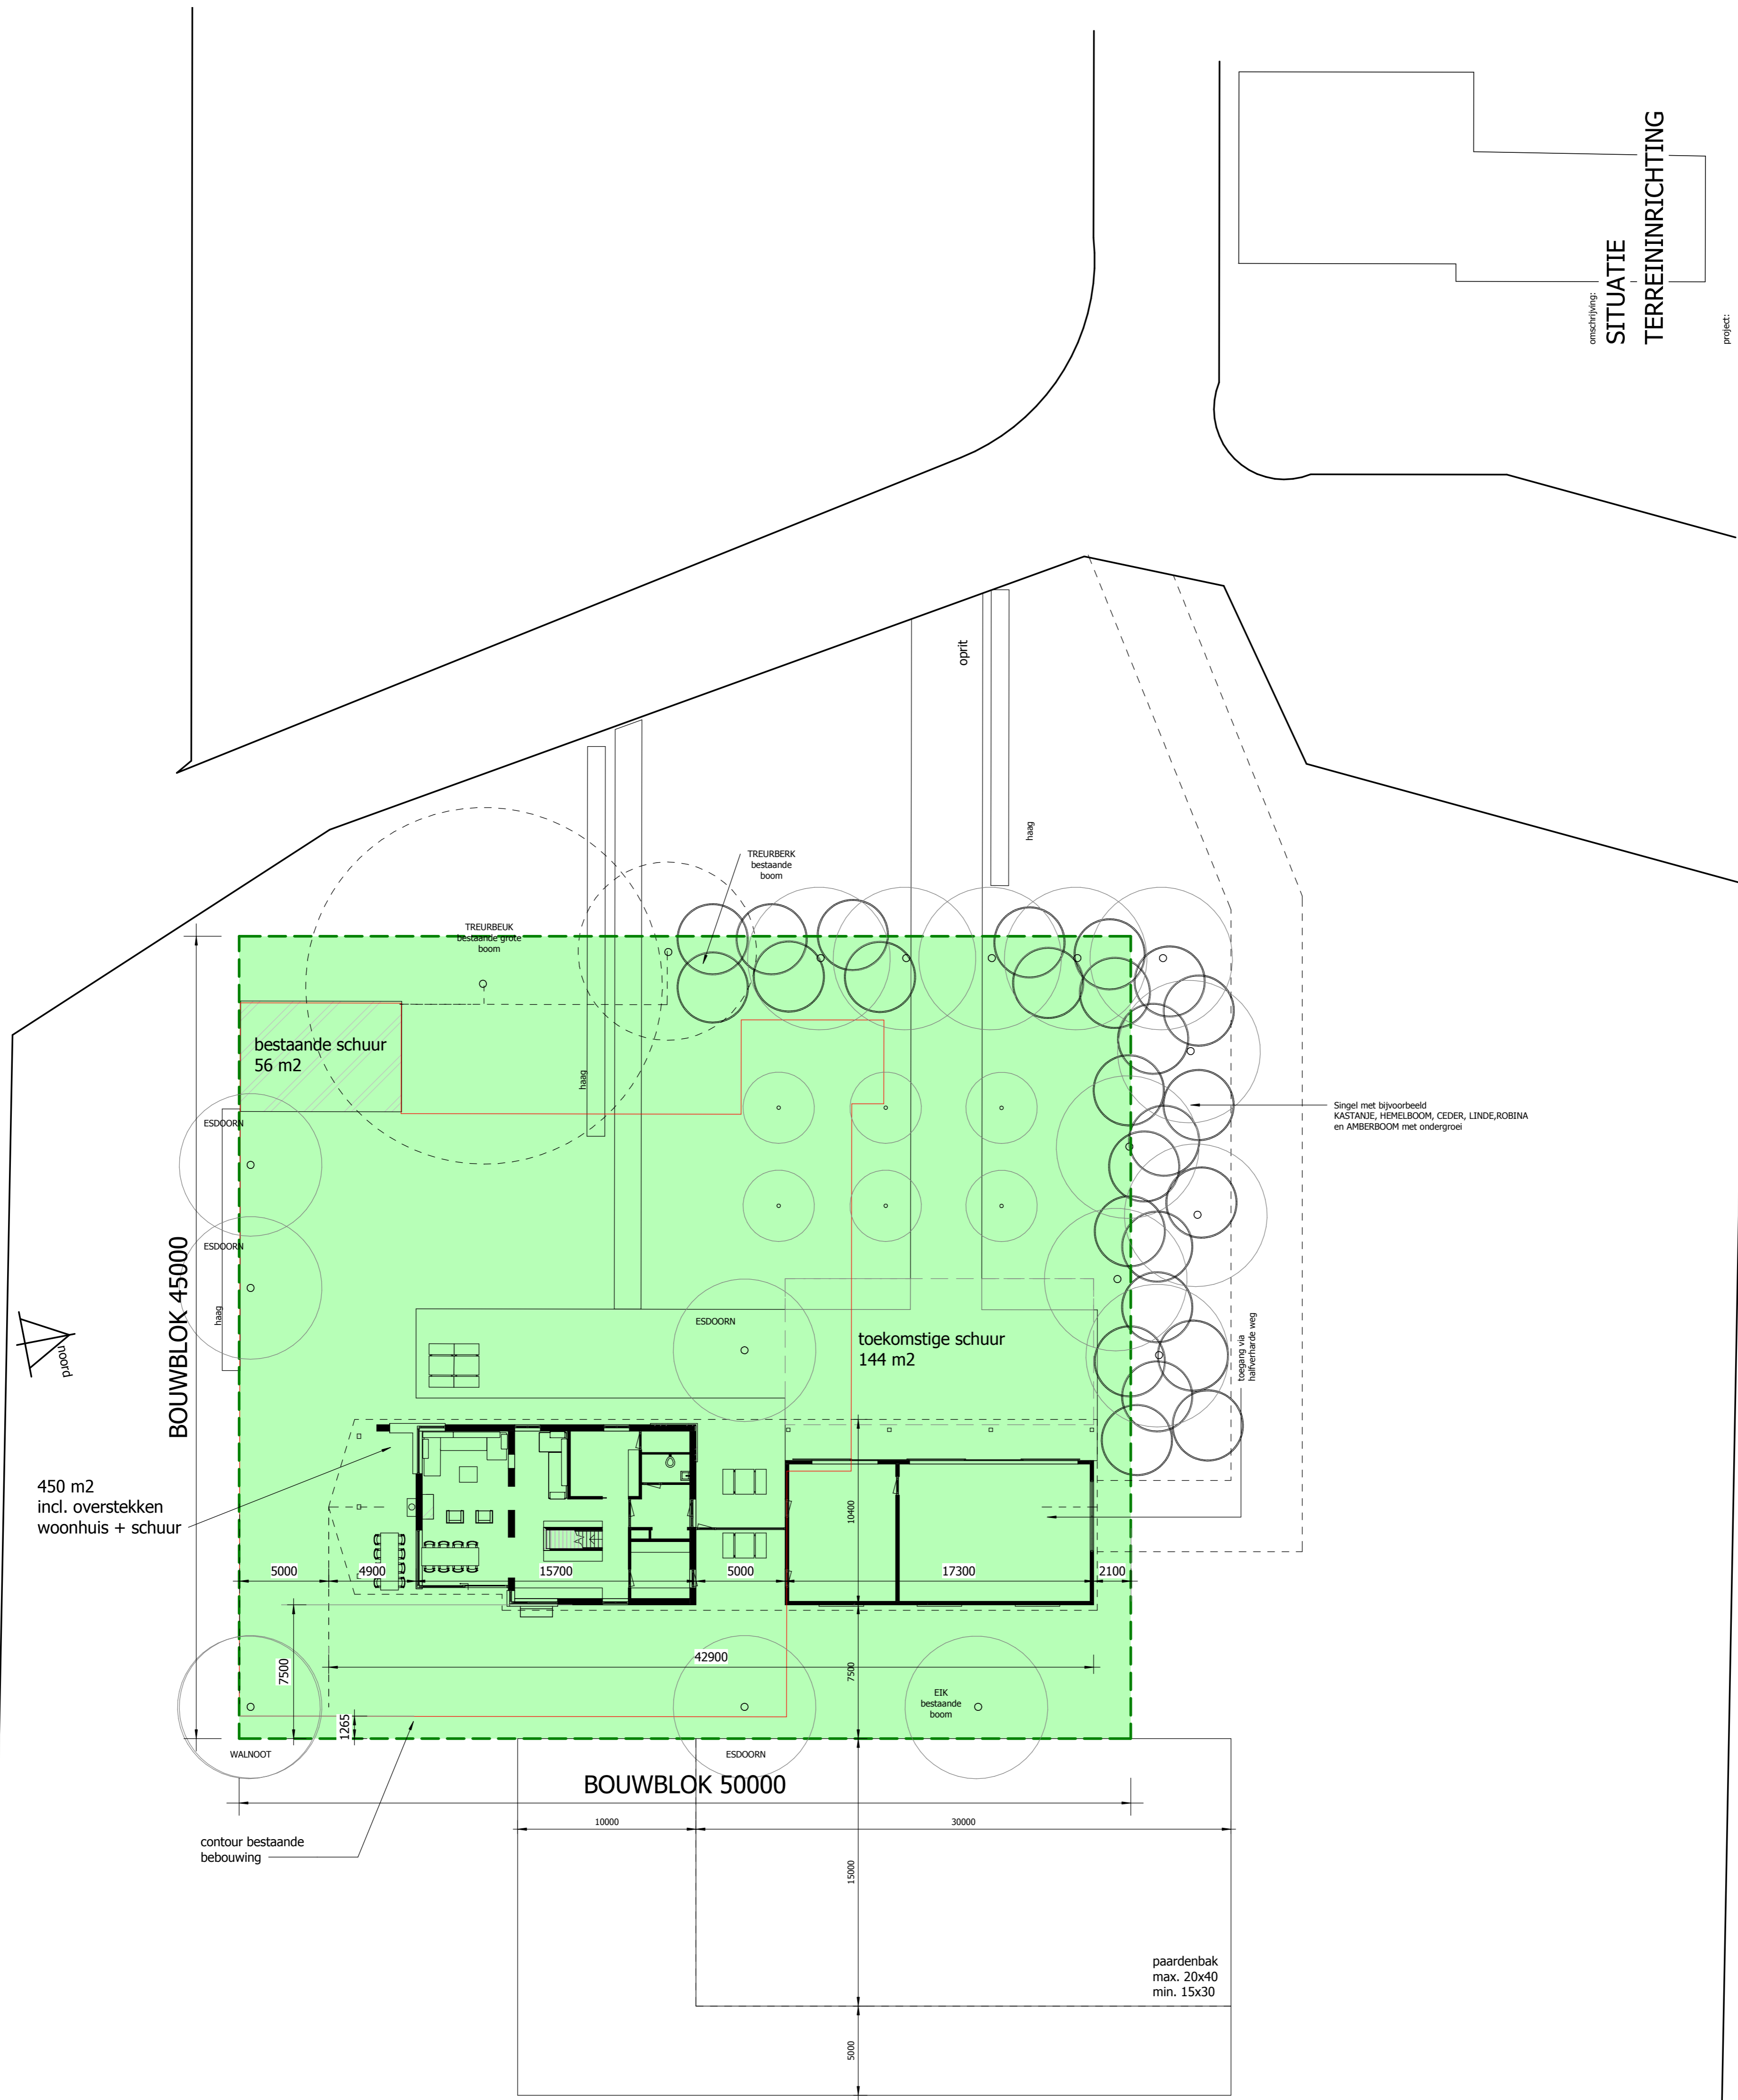 omschrijving:
SITUATIE
TERREININRICHTING
project:
oprit
haag
TREURBERK
bestaande
boom
TREURBEUK
bestaande grote
boom
bestaande schuur
56 m2
haag
ESDOORN
ESDOORN
haag
Singel met bijvoorbeeld
KASTANJE, HEMELBOOM, CEDER, LINDE,ROBINA
en AMBERBOOM met ondergroei
BOUWBLOK 45000
noord
ESDOORN
toekomstige schuur
144 m2
toegang via
halfverharde weg
450 m2
incl. overstekken
woonhuis + schuur
10400
5000
4900
15700
5000
17300
2100
7500
42900
7500
1265
EIK
bestaande
boom
WALNOOT
ESDOORN
BOUWBLOK 50000
contour bestaande
bebouwing
10000
30000
15000
paardenbak
max. 20x40
min. 15x30
5000